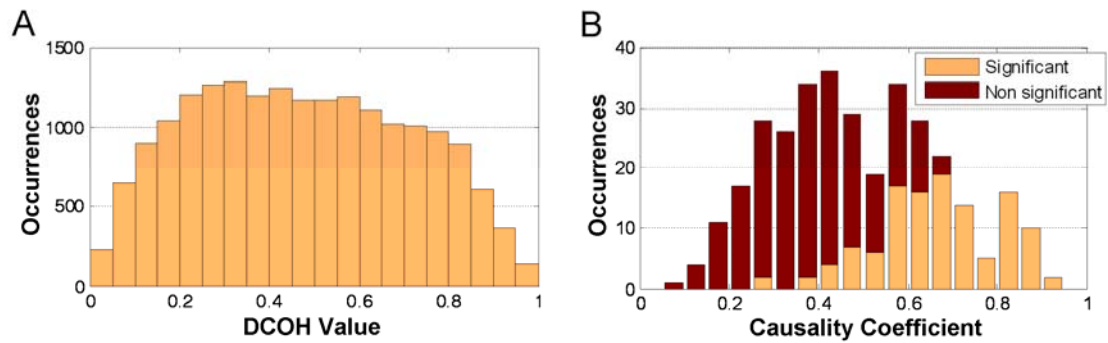 A
1500
1000
500
0
Occurrences
0 0.2 0.4 0.6 0.8 1
DCOH Value
B
40
30
20
10
0
Occurrences
0 0.2 0.4 0.6 0.8 1
Causality Coefficient
Significant
Non significant